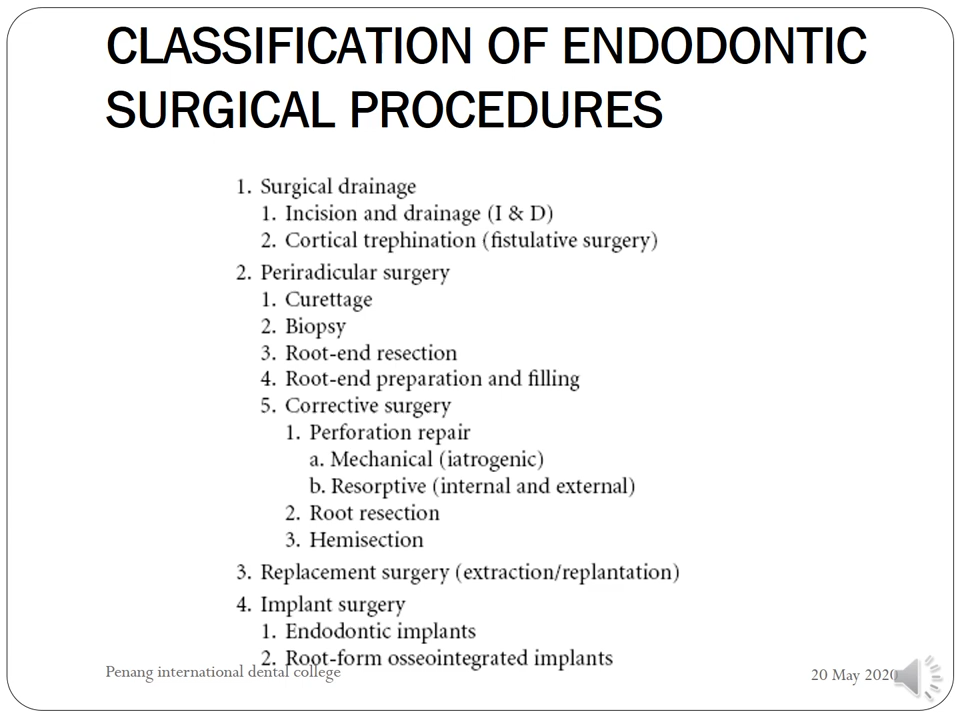 CLASSIFICATION OF ENDODONTIC
SURGICAL PROCEDURES
1. Surgical drainage
1. Incision and drainage (I & D)
2. Cortical trephination (fistulative surgery)
2. Periradicular surgery
1. Curettage
2. Biopsy
3. Root-end resection
4. Root-end preparation and filling
5. Corrective surgery
1. Perforation repair
a. Mechanical (iatrogenic)
b. Resorptive (internal and external)
2. Root resection
3. Hemisection
3. Replacement surgery (extraction/replantation)
4. Implant surgery
1. Endodontic implants
2. Root-form osseointegrated implants
Penang international dental college
20 May 2020